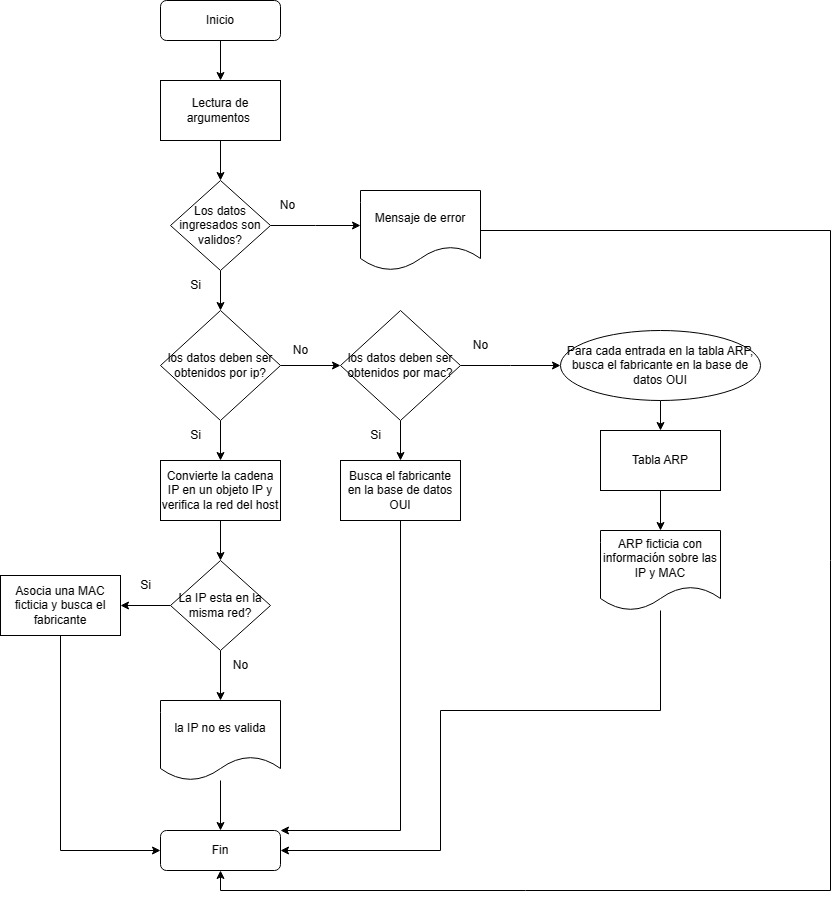 Inicio
Lectura de
argumentos
Los datos
ingresados son
validos?
No
Mensaje de error
Si
los datos deben ser
obtenidos por ip?
No
los datos deben ser
obtenidos por mac?
No
Para cada entrada en la tabla ARP,
busca el fabricante en la base de
datos OUI
Si
Si
Convierte la cadena
IP en un objeto IP y
verifica la red del host
Busca el fabricante
en la base de datos
OUI
Tabla ARP
ARP ficticia con
información sobre las
IP y MAC
Si
Asocia una MAC
ficticia y busca el
fabricante
La IP esta en la
misma red?
No
la IP no es valida
Fin